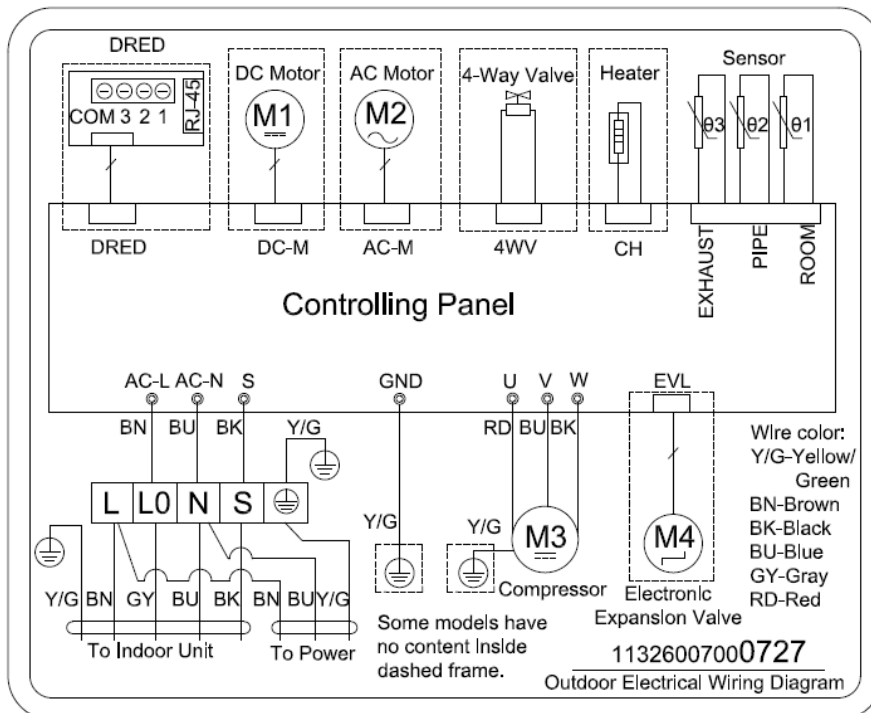 DRED
DC Motor
AC Motor
4-Way Valve
Heater
Sensor
COM 3 2 1
RJ-45
M1
M2
θ3
θ2
θ1
DRED
DC-M
AC-M
4WV
CH
EXHAUST
PIPE
ROOM
Controlling Panel
AC-L
AC-N
S
GND
U
V
W
EVL
BN
BU
BK
Y/G
RD
BU
BK
L
L0
N
S
Y/G
Y/G
M3
M4
Y/G
BN
GY
BU
BK
BN
BU
Y/G
To Indoor Unit
To Power
Compressor
Electronic
Expansion Valve
Some models have
no content inside
dashed frame.
Wire color:
Y/G-Yellow/
Green
BN-Brown
BK-Black
BU-Blue
GY-Gray
RD-Red
11326007000727
Outdoor Electrical Wiring Diagram